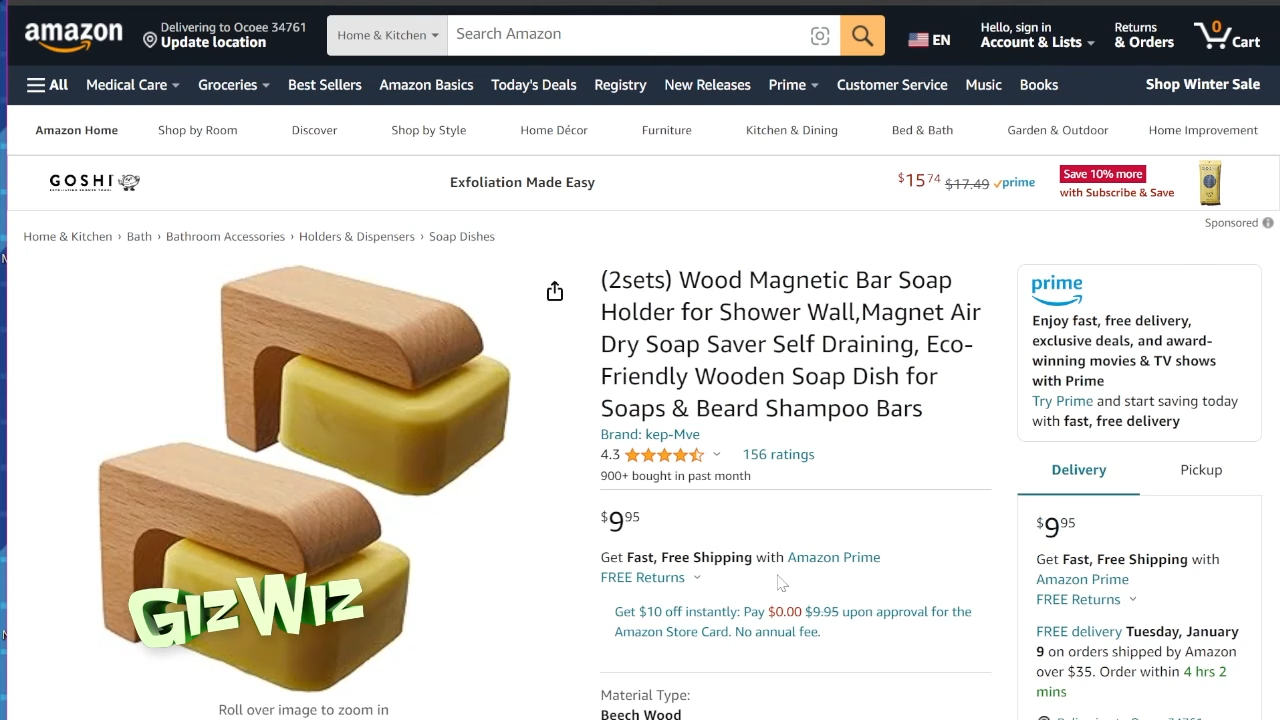 amazon
Delivering to Ocoee 34761
Update location
Home & Kitchen
Search Amazon
EN
Hello, sign in
Account & Lists
Returns
& Orders
0
Cart
All
Medical Care
Groceries
Best Sellers
Amazon Basics
Today's Deals
Registry
New Releases
Prime
Customer Service
Music
Books
Shop Winter Sale
Amazon Home
Shop by Room
Discover
Shop by Style
Home Décor
Furniture
Kitchen & Dining
Bed & Bath
Garden & Outdoor
Home Improvement
GOSHI
Exfoliation Made Easy
$15 74 $17.49 prime
Save 10% more
with Subscribe & Save
Sponsored
Home & Kitchen › Bath › Bathroom Accessories › Holders & Dispensers › Soap Dishes
(2sets) Wood Magnetic Bar Soap
Holder for Shower Wall,Magnet Air
Dry Soap Saver Self Draining, Eco-
Friendly Wooden Soap Dish for
Soaps & Beard Shampoo Bars
Brand: kep-Mve
4.3
156 ratings
900+ bought in past month
$9 95
Get Fast, Free Shipping with Amazon Prime
FREE Returns
Get $10 off instantly: Pay $0.00 $9.95 upon approval for the
Amazon Store Card. No annual fee.
Material Type:
Beech Wood
GizWiz
Roll over image to zoom in
prime
Enjoy fast, free delivery,
exclusive deals, and award-
winning movies & TV shows
with Prime
Try Prime and start saving today
with fast, free delivery
Delivery
Pickup
$9 95
Get Fast, Free Shipping with
Amazon Prime
FREE Returns
FREE delivery Tuesday, January
9 on orders shipped by Amazon
over $35. Order within 4 hrs 2
mins